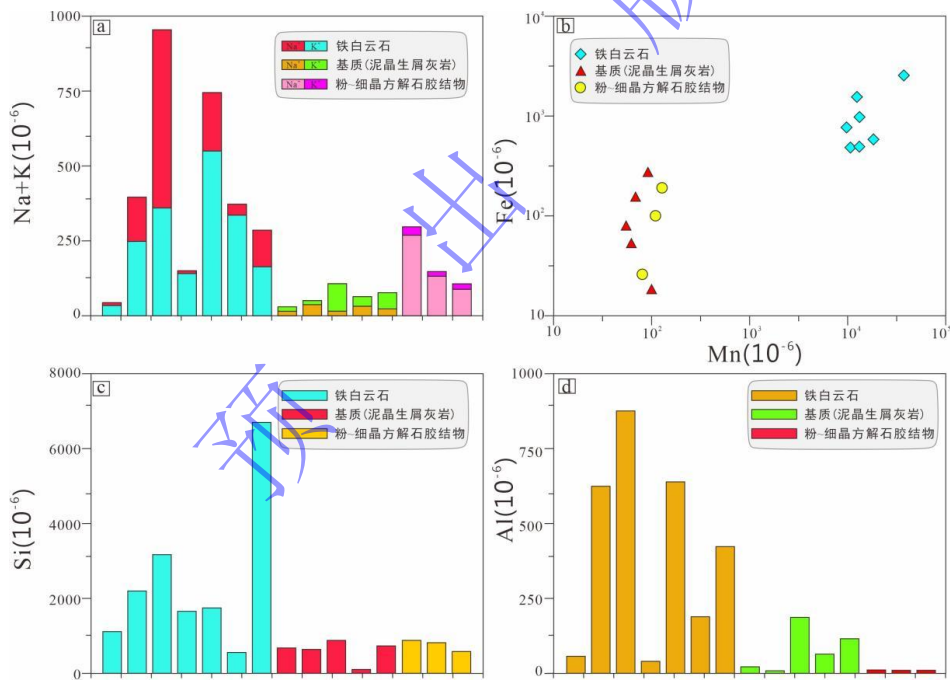 a
1000
750
500
250
0
Na+K(10⁻⁶)
Na⁺ K⁺ 铁白云石
Na⁺ K⁺ 基质(泥晶生屑灰岩)
Na⁺ K⁺ 粉~细晶方解石胶结物
b
10⁴
10³
10²
10
Fe(10⁻⁶)
铁白云石
基质(泥晶生屑灰岩)
粉~细晶方解石胶结物
10 10² 10³ 10⁴ 10⁵
Mn(10⁻⁶)
c
8000
6000
4000
2000
0
Si(10⁻⁶)
铁白云石
基质(泥晶生屑灰岩)
粉~细晶方解石胶结物
d
1000
750
500
250
0
Al(10⁻⁶)
铁白云石
基质(泥晶生屑灰岩)
粉~细晶方解石胶结物
预
出